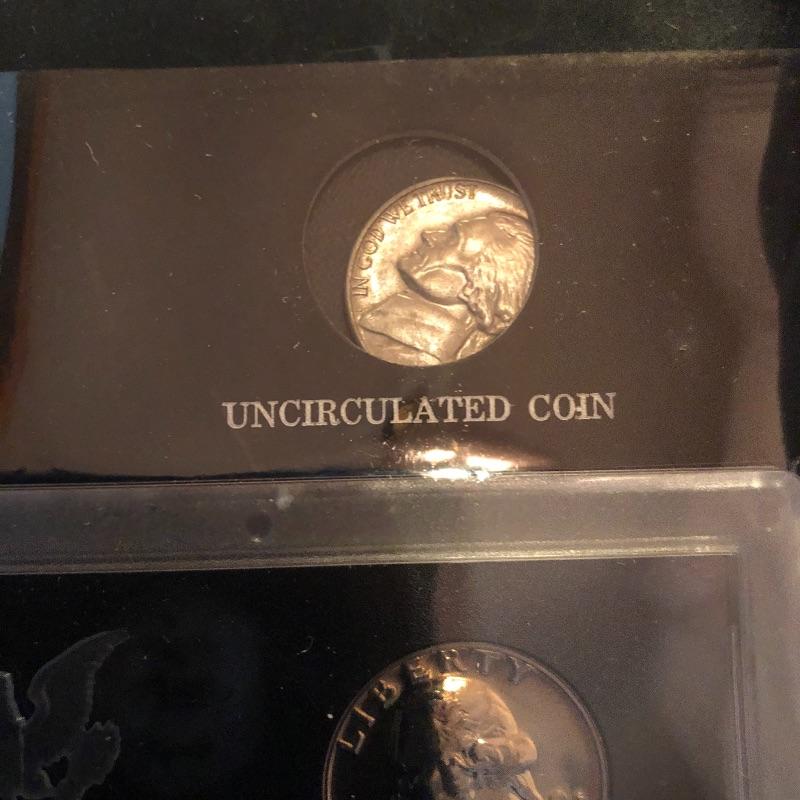 IN GOD WE TRUST
UNCIRCULATED COIN
LIBERTY